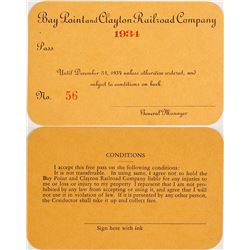 Bay Point and Clayton Railroad Company
1934
Pass
Until December 31, 1934 unless otherwise ordered, and
subject to conditions on back.
No. 56
General Manager
CONDITIONS
I accept this free pass on the following conditions:
It is not transferable. In using same, I agree not to hold the
Bay Point and Clayton Railroad Company liable for any injuries to
me or loss or injury to my property. I represent that I am not pro-
hibited by any law from accepting or using it, and that I will not
use it in violation of law. If it is presented by any other person, the
Conductor shall take it up and collect fare.
Sign here with ink